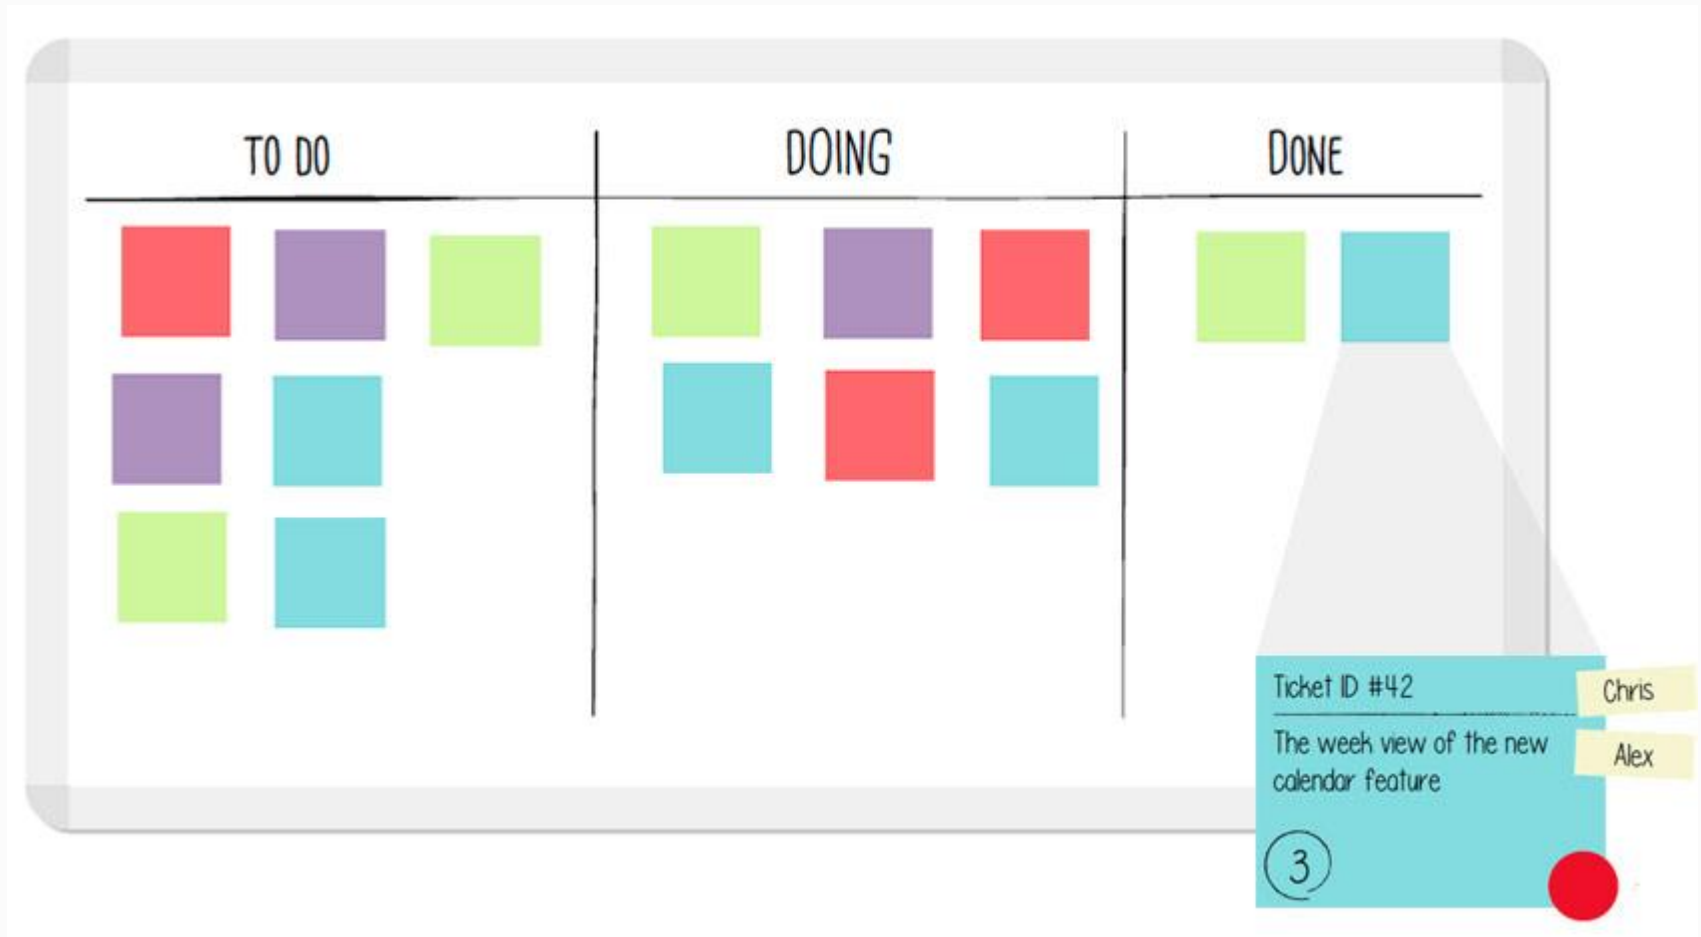 TO DO
DOING
DONE
Ticket ID #42
Chris
The week view of the new
calendar feature
Alex
3